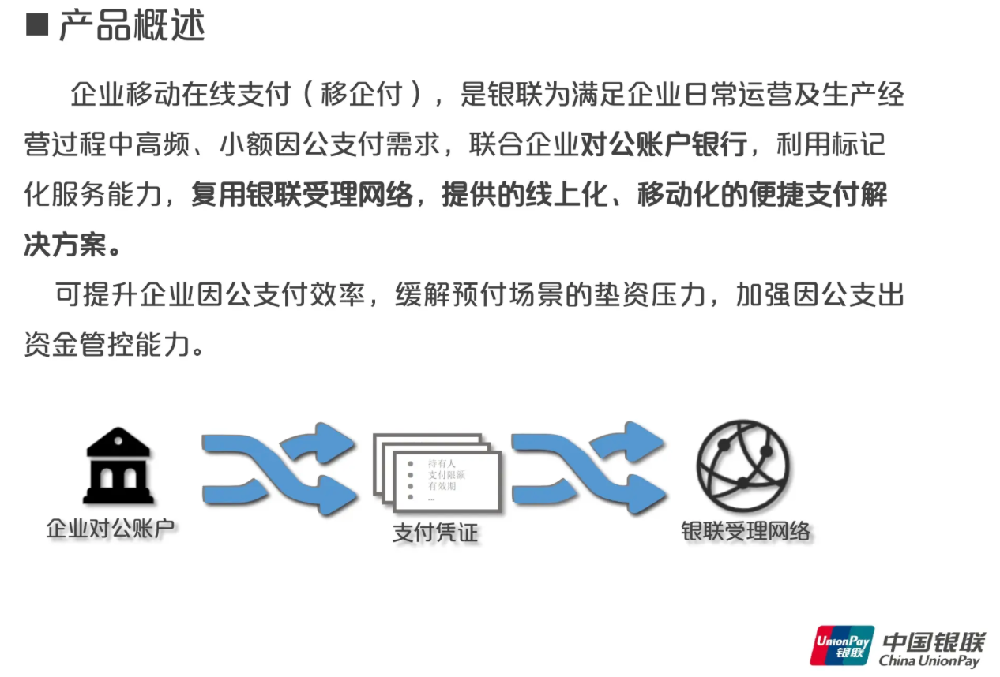 ■ 产品概述
企业移动在线支付（移企付），是银联为满足企业日常运营及生产经
营过程中高频、小额因公支付需求，联合企业对公账户银行，利用标记
化服务能力，复用银联受理网络，提供的线上化、移动化的便捷支付解
决方案。
可提升企业因公支付效率，缓解预付场景的垫资压力，加强因公支出
资金管控能力。
● 持有人
● 支付限额
● 有效期
● ...
企业对公账户
支付凭证
银联受理网络
UnionPay
银联
中国银联
China UnionPay